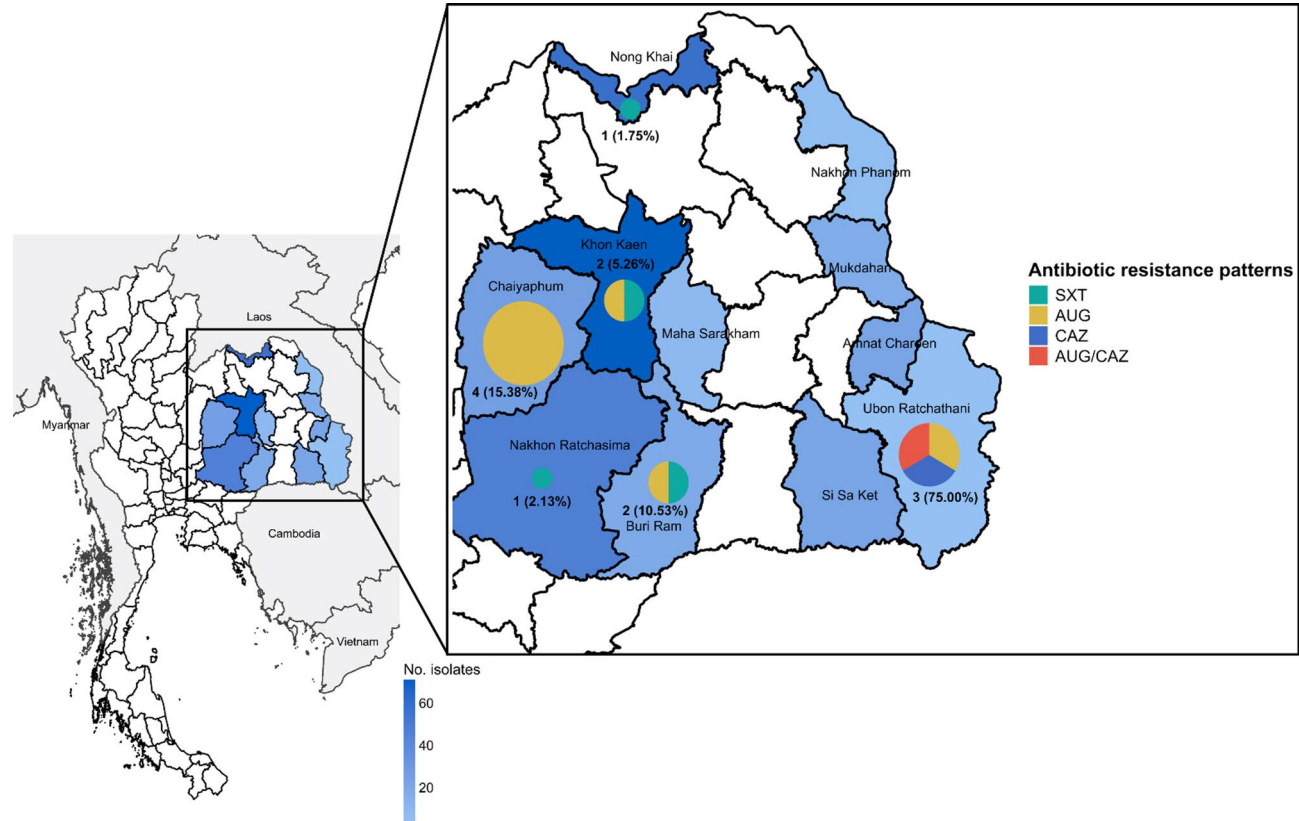 Nong Khai
1 (1.75%)
Nakhon Phanom
Khon Kaen
2 (5.26%)
Mukdahan
Chaiyaphum
Maha Sarakham
Amnat Charoen
4 (15.38%)
Ubon Ratchathani
Nakhon Ratchasima
3 (75.00%)
Si Sa Ket
1 (2.13%)
2 (10.53%)
Buri Ram
Antibiotic resistance patterns
SXT
AUG
CAZ
AUG/CAZ
Laos
Myanmar
Cambodia
Vietnam
No. isolates
60
40
20